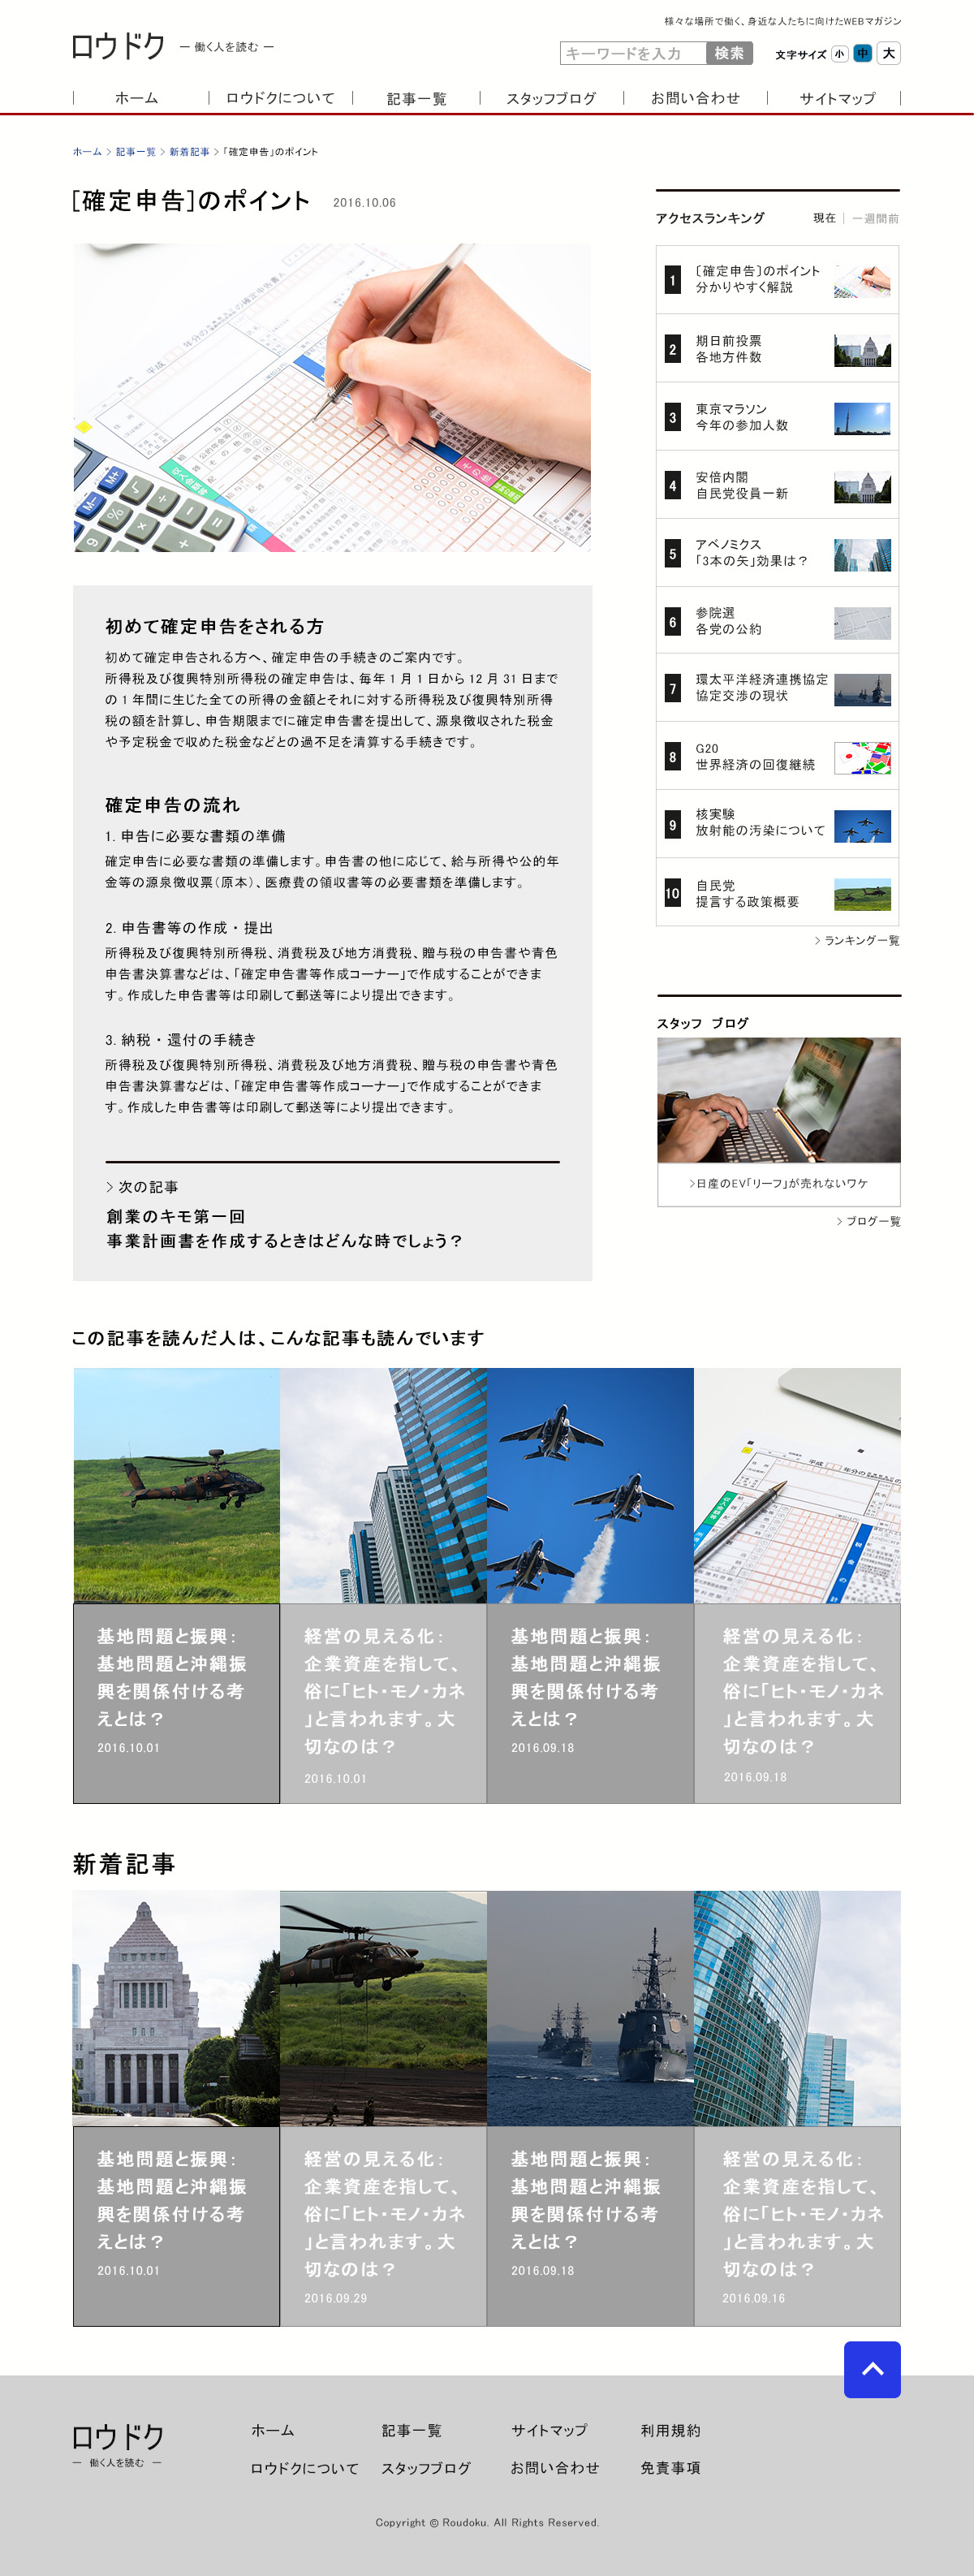 様々な場所で働く、身近な人たちに向けたWEBマガジン
ロウドク
ー 働く人を読む ー
キーワードを入力
検索
文字サイズ 小 中 大
ホーム
ロウドクについて
記事一覧
スタッフブログ
お問い合わせ
サイトマップ
ホーム > 記事一覧 > 新着記事 > 「確定申告」のポイント
[確定申告]のポイント 2016.10.06
初めて確定申告をされる方
初めて確定申告される方へ、確定申告の手続きのご案内です。
所得税及び復興特別所得税の確定申告は、毎年 1 月 1 日から 12 月 31 日まで
の 1 年間に生じた全ての所得の金額とそれに対する所得税及び復興特別所得
税の額を計算し、申告期限までに確定申告書を提出して、源泉徴収された税金
や予定税金で収めた税金などとの過不足を清算する手続きです。
確定申告の流れ
1. 申告に必要な書類の準備
確定申告に必要な書類の準備します。申告書の他に応じて、給与所得や公的年
金等の源泉徴収票(原本)、医療費の領収書等の必要書類を準備します。
2. 申告書等の作成・提出
所得税及び復興特別所得税、消費税及び地方消費税、贈与税の申告書や青色
申告書決算書などは、「確定申告書等作成コーナー」で作成することができま
す。作成した申告書等は印刷して郵送等により提出できます。
3. 納税・還付の手続き
所得税及び復興特別所得税、消費税及び地方消費税、贈与税の申告書や青色
申告書決算書などは、「確定申告書等作成コーナー」で作成することができま
す。作成した申告書等は印刷して郵送等により提出できます。
> 次の記事
創業のキモ第一回
事業計画書を作成するときはどんな時でしょう？
アクセスランキング
現在 | 一週間前
1
〔確定申告〕のポイント
分かりやすく解説
2
期日前投票
各地方件数
3
東京マラソン
今年の参加人数
4
安倍内閣
自民党役員一新
5
アベノミクス
「3本の矢」効果は？
6
参院選
各党の公約
7
環太平洋経済連携協定
協定交渉の現状
8
G20
世界経済の回復継続
9
核実験
放射能の汚染について
10
自民党
提言する政策概要
> ランキング一覧
スタッフ ブログ
>日産のEV「リーフ」が売れないワケ
> ブログ一覧
この記事を読んだ人は、こんな記事も読んでいます
基地問題と振興：
基地問題と沖縄振
興を関係付ける考
えとは？
2016.10.01
経営の見える化：
企業資産を指して、
俗に「ヒト・モノ・カネ
」と言われます。大
切なのは？
2016.10.01
基地問題と振興：
基地問題と沖縄振
興を関係付ける考
えとは？
2016.09.18
経営の見える化：
企業資産を指して、
俗に「ヒト・モノ・カネ
」と言われます。大
切なのは？
2016.09.18
新着記事
基地問題と振興：
基地問題と沖縄振
興を関係付ける考
えとは？
2016.10.01
経営の見える化：
企業資産を指して、
俗に「ヒト・モノ・カネ
」と言われます。大
切なのは？
2016.09.29
基地問題と振興：
基地問題と沖縄振
興を関係付ける考
えとは？
2016.09.18
経営の見える化：
企業資産を指して、
俗に「ヒト・モノ・カネ
」と言われます。大
切なのは？
2016.09.16
ロウドク
ー 働く人を読む ー
ホーム
記事一覧
サイトマップ
利用規約
ロウドクについて
スタッフブログ
お問い合わせ
免責事項
Copyright © Roudoku. All Rights Reserved.